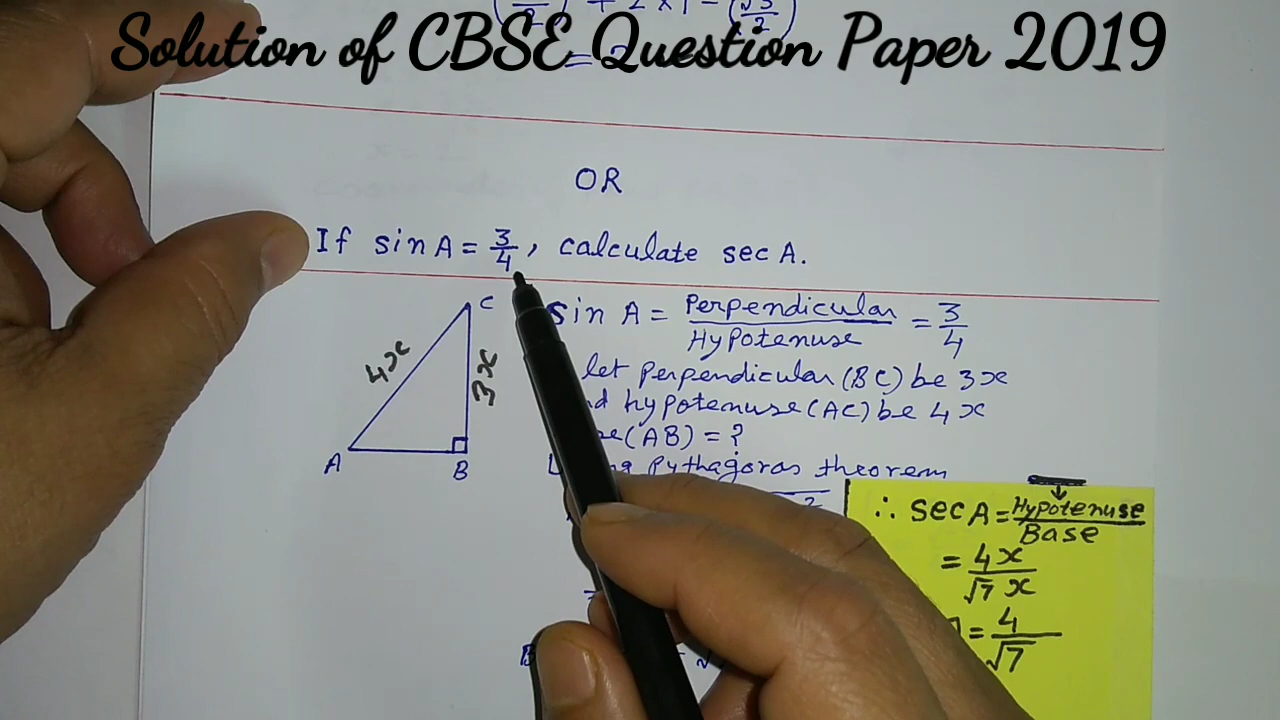 Solution of CBSE Question Paper 2019
OR
If sin A = 3/4, calculate sec A.
sin A = Perpendicular/Hypotenuse = 3/4
let perpendicular (BC) be 3x
hypotenuse (AC) be 4x
(AB) = ?
Pythagoras theorem
C
4x
3x
A
B
∴ sec A = Hypotenuse/Base
= 4x/√7 x
= 4/√7